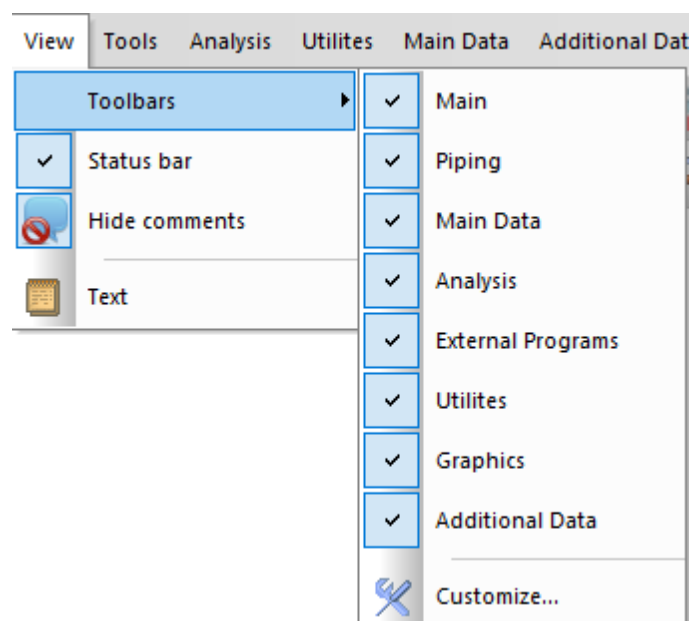 View Tools Analysis Utilites Main Data Additional Dat
Toolbars
Status bar
Hide comments
Text
Main
Piping
Main Data
Analysis
External Programs
Utilites
Graphics
Additional Data
Customize...